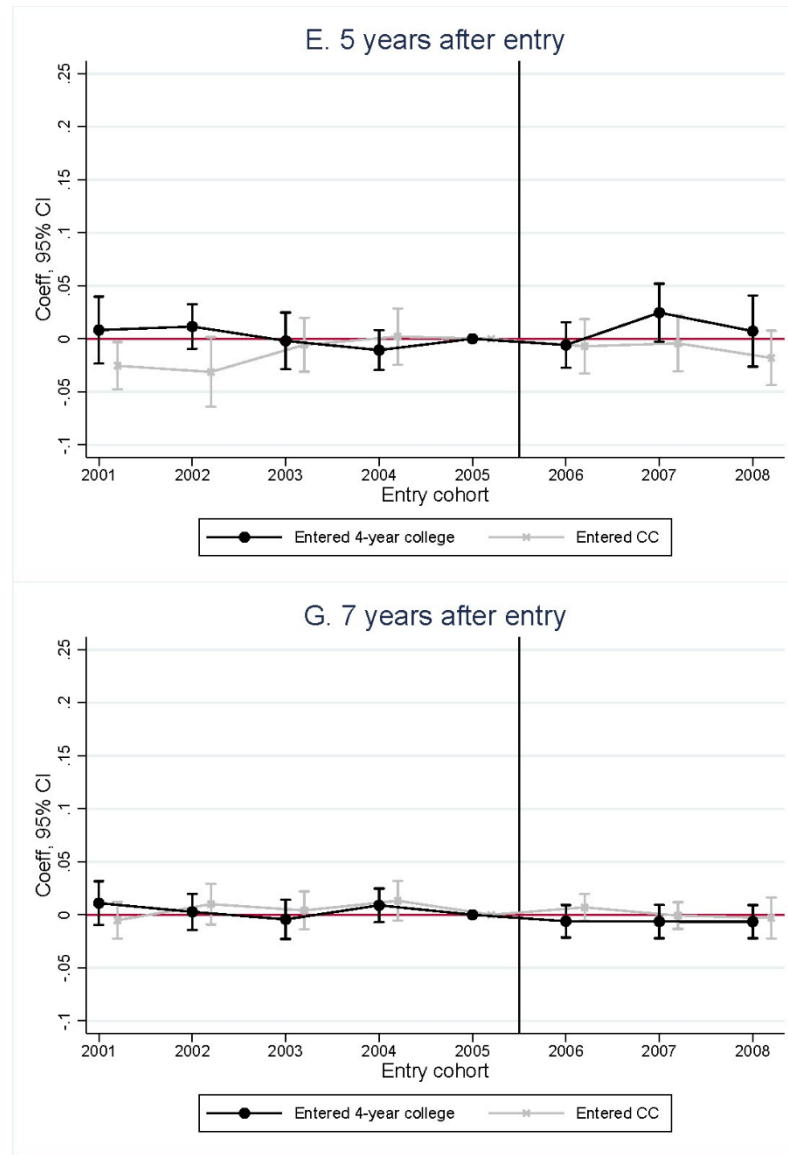 E. 5 years after entry
Coeff, 95% CI
.25
.2
.15
.1
.05
0
-.05
-.1
2001 2002 2003 2004 2005 2006 2007 2008
Entry cohort
Entered 4-year college Entered CC
G. 7 years after entry
Coeff, 95% CI
.25
.2
.15
.1
.05
0
-.05
-.1
2001 2002 2003 2004 2005 2006 2007 2008
Entry cohort
Entered 4-year college Entered CC